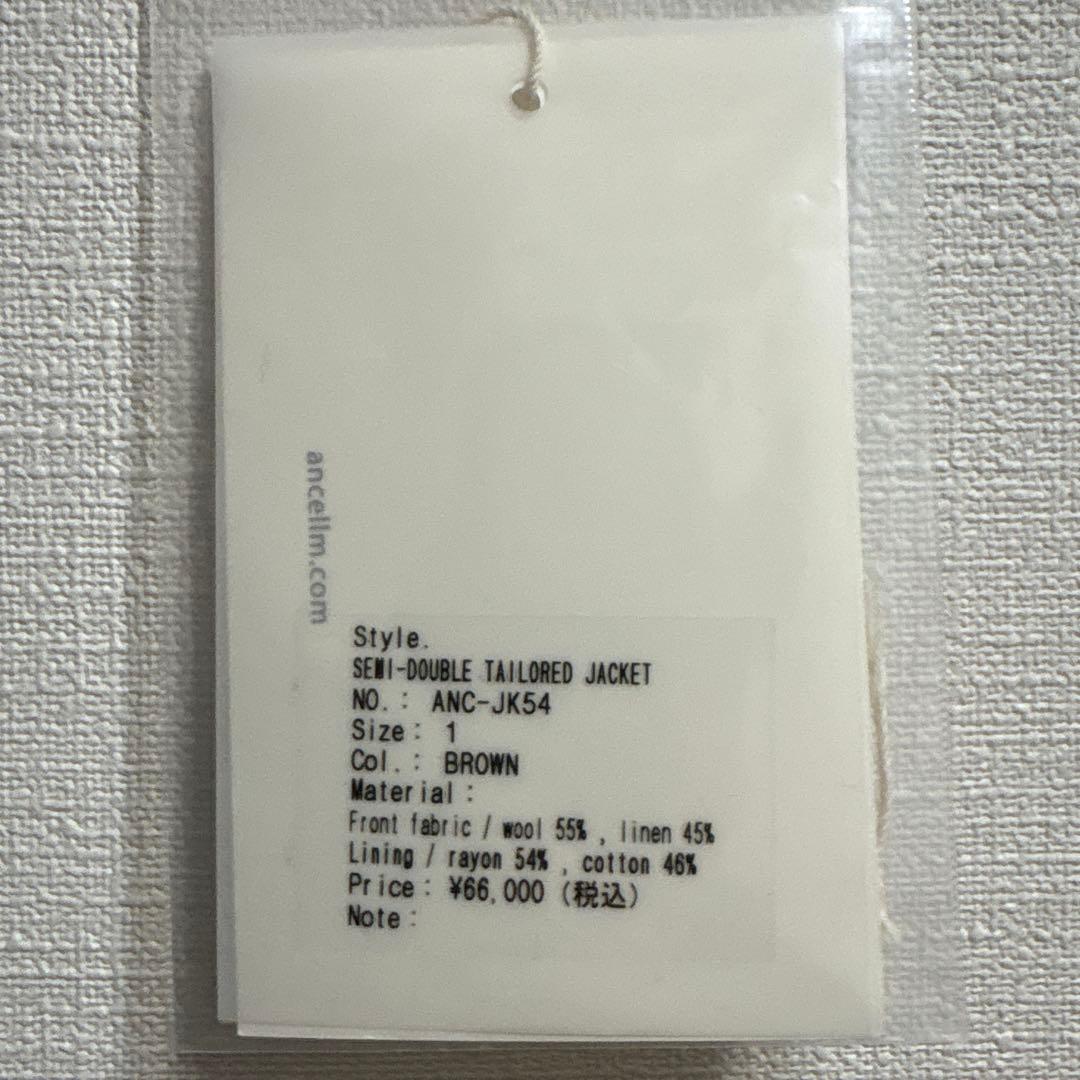 ancellm.com
Style.
SEMI-DOUBLE TAILORED JACKET
NO.: ANC-JK54
Size: 1
Col.: BROWN
Material:
Front fabric / wool 55% , linen 45%
Lining / rayon 54% , cotton 46%
Price: ¥66,000 (税込)
Note: